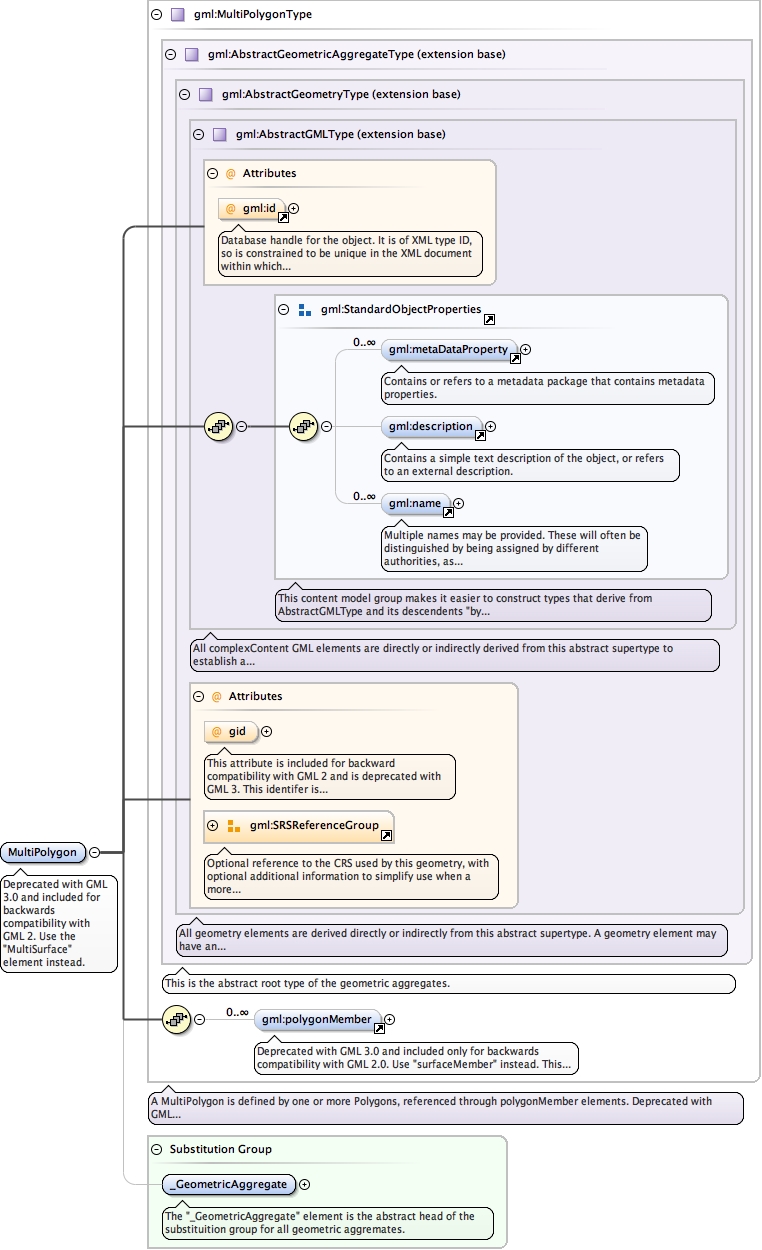 gml:MultiPolygonType
gml:AbstractGeometricAggregateType (extension base)
gml:AbstractGeometryType (extension base)
gml:AbstractGMLType (extension base)
@ Attributes
@ gml:id
Database handle for the object. It is of XML type ID,
so is constrained to be unique in the XML document
within which...
gml:StandardObjectProperties
0..∞
gml:metaDataProperty
Contains or refers to a metadata package that contains metadata
properties.
gml:description
Contains a simple text description of the object, or refers
to an external description.
0..∞
gml:name
Multiple names may be provided. These will often be
distinguished by being assigned by different
authorities, as...
This content model group makes it easier to construct types that derive from
AbstractGMLType and its descendents "by...
All complexContent GML elements are directly or indirectly derived from this abstract supertype to
establish a...
@ Attributes
@ gid
This attribute is included for backward
compatibility with GML 2 and is deprecated with
GML 3. This identifer is...
gml:SRSReferenceGroup
Optional reference to the CRS used by this geometry, with
optional additional information to simplify use when a
more...
MultiPolygon
Deprecated with GML
3.0 and included for
backwards
compatibility with
GML 2. Use the
"MultiSurface"
element instead.
All geometry elements are derived directly or indirectly from this abstract supertype. A geometry element may
have an...
This is the abstract root type of the geometric aggregates.
0..∞
gml:polygonMember
Deprecated with GML 3.0 and included only for backwards
compatibility with GML 2.0. Use "surfaceMember" instead. This...
A MultiPolygon is defined by one or more Polygons, referenced through polygonMember elements. Deprecated with
GML...
Substitution Group
_GeometricAggregate
The "_GeometricAggregate" element is the abstract head of the
substituition group for all geometric aggremates.